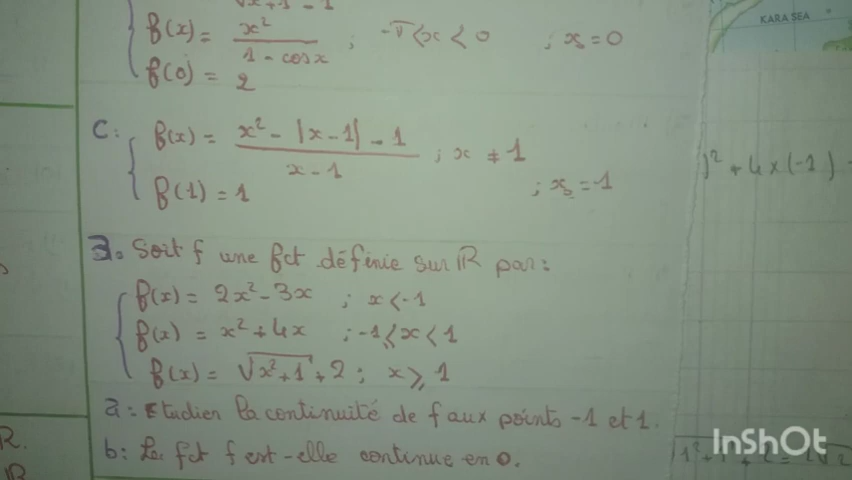 f(x) = x² / (1 - cosx) ; -π < x < 0 ; x₀ = 0
f(0) = 2
C: f(x) = (x² - |x - 1| - 1) / (x - 1) ; x ≠ 1
f(1) = 1 ; x₀ = 1
3. Soit f une fct définie sur ℝ par:
f(x) = 2x² - 3x ; x < -1
f(x) = x² + 4x ; -1 ≤ x < 1
f(x) = √(x² + 1) + 2 ; x ≥ 1
a: Etudier la continuité de f aux points -1 et 1.
b: La fct f est-elle continue en 0.
KARA SEA
)² + 4 x (-1)
InShOt